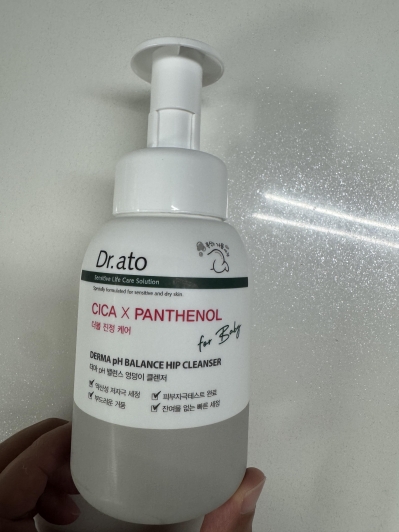 Dr.ato
Sensitive Life Care Solution
Specially formulated for sensitive and dry skin
CICA X PANTHENOL
더블 진정 케어
for Baby
DERMA pH BALANCE HIP CLEANSER
더마 pH 밸런스 엉덩이 클렌저
약산성 저자극 세정
피부자극테스트 완료
부드러운 거품
잔여물 없는 빠른 세정